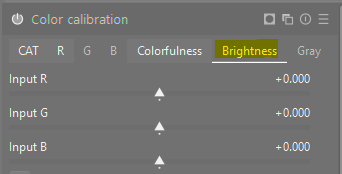 Color calibration
CAT R G B Colorfulness Brightness Gray
Input R +0.000
Input G +0.000
Input B +0.000